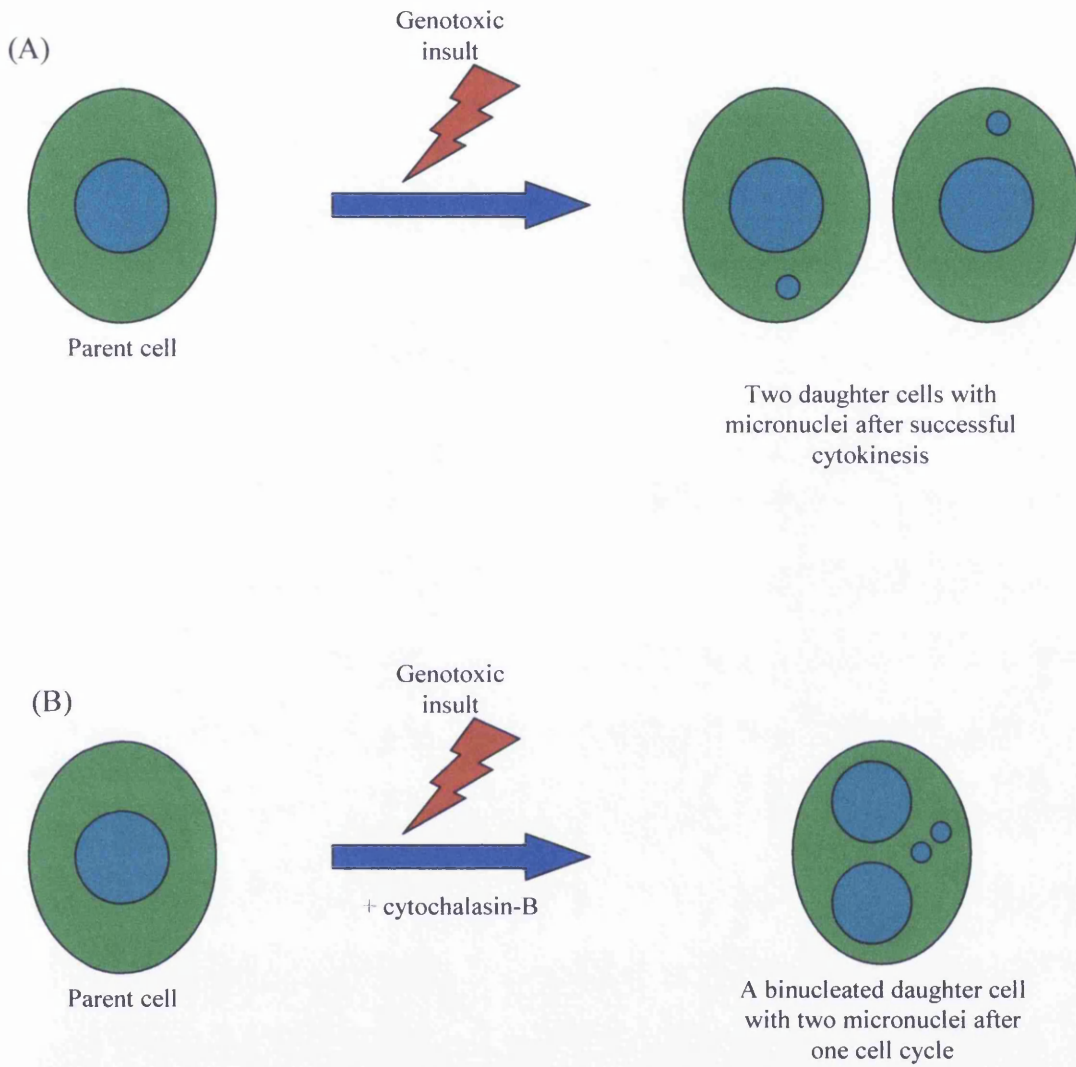 (A)
Genotoxic
insult
Parent cell
Two daughter cells with
micronuclei after successful
cytokinesis
(B)
Genotoxic
insult
+ cytochalasin-B
Parent cell
A binucleated daughter cell
with two micronuclei after
one cell cycle